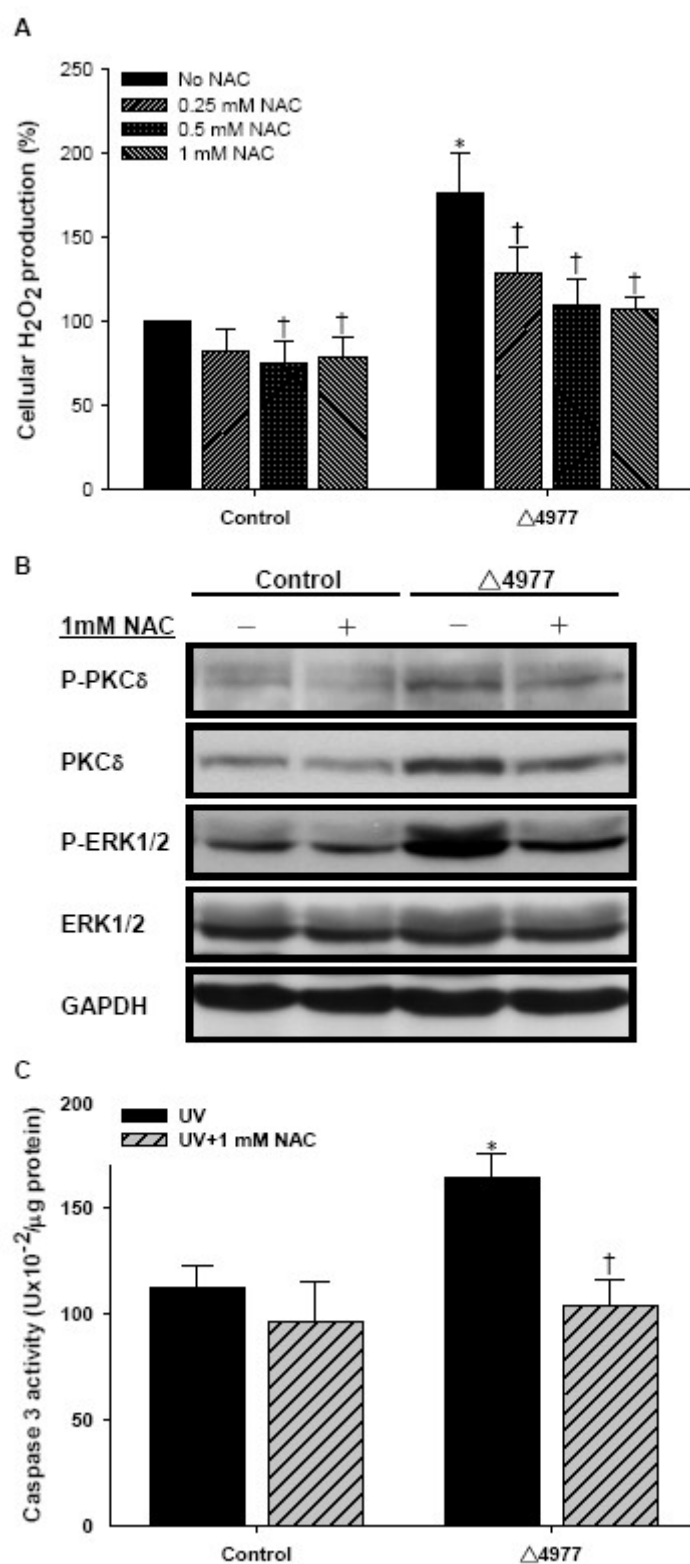 A
250
200
150
100
50
0
Cellular H2O2 production (%)
No NAC
0.25 mM NAC
0.5 mM NAC
1 mM NAC
*
†
†
†
†
†
Control △4977
B
Control △4977
1mM NAC − + − +
P-PKCδ
PKCδ
P-ERK1/2
ERK1/2
GAPDH
C
200
150
100
50
0
Caspase 3 activity (Ux10-2/μg protein)
UV
UV+1 mM NAC
*
†
Control △4977